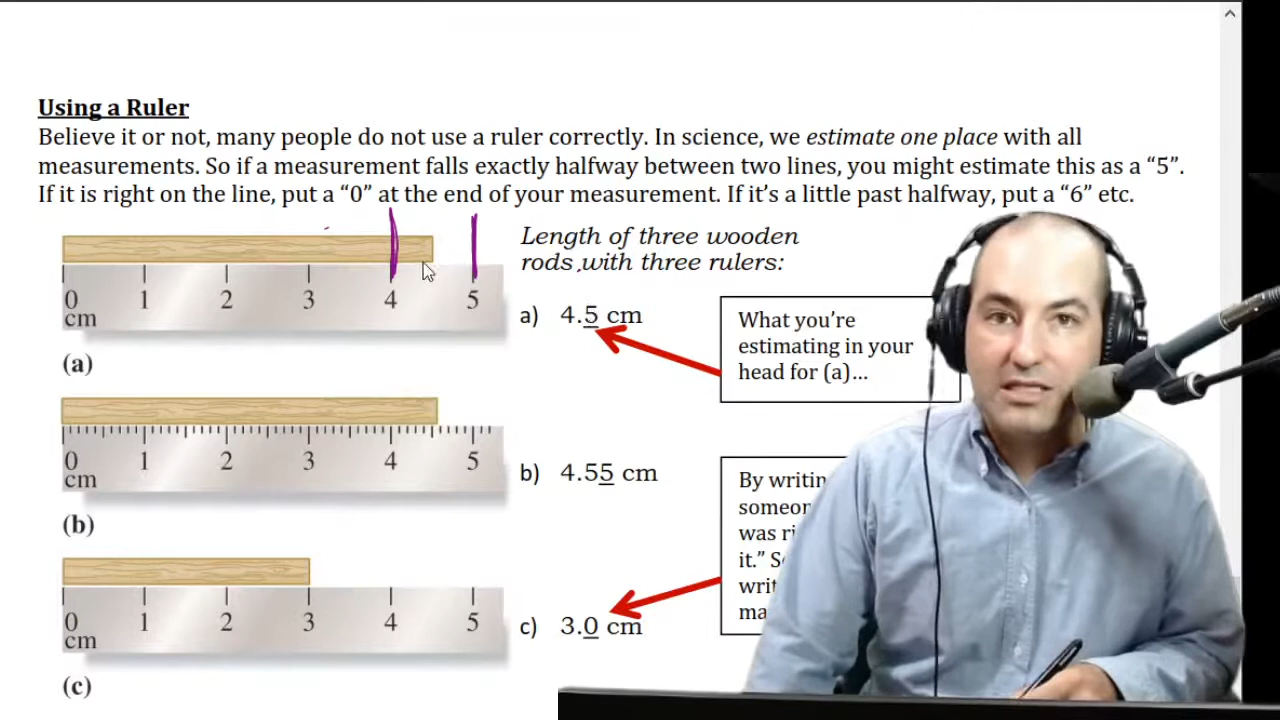 Using a Ruler
Believe it or not, many people do not use a ruler correctly. In science, we estimate one place with all
measurements. So if a measurement falls exactly halfway between two lines, you might estimate this as a “5”.
If it is right on the line, put a “0” at the end of your measurement. If it’s a little past halfway, put a “6” etc.
Length of three wooden
rods, with three rulers:
0 1 2 3 4 5
cm
(a)
a) 4.5 cm
What you’re
estimating in your
head for (a)…
0 1 2 3 4 5
cm
(b)
b) 4.55 cm
By
was
it.”
0 1 2 3 4 5
cm
(c)
c) 3.0 cm